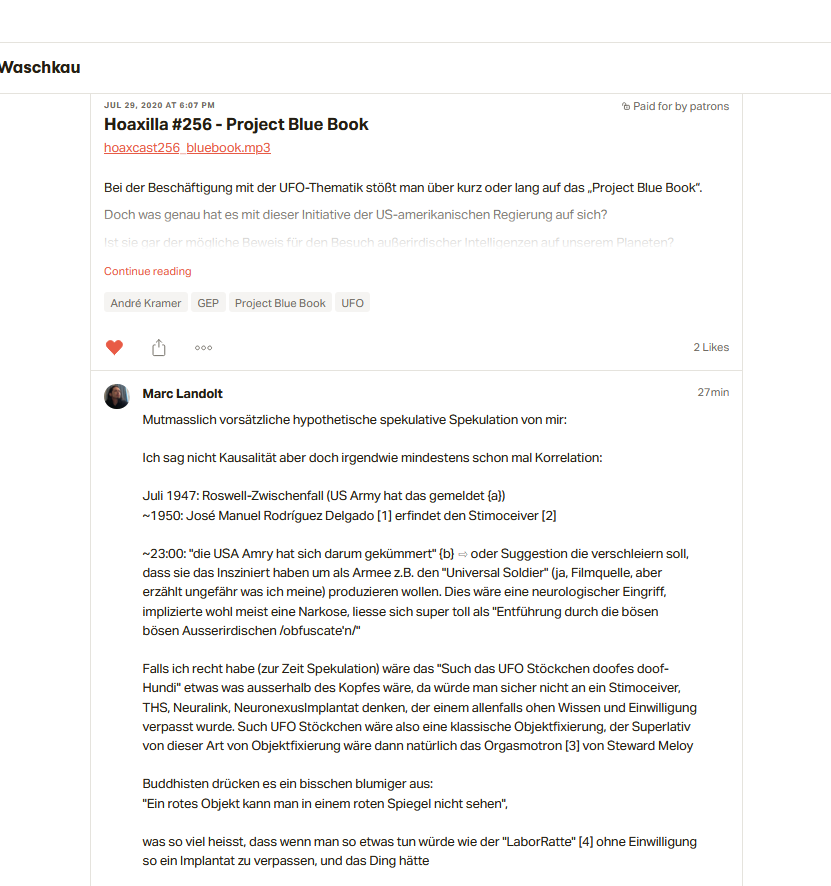 Waschkau
JUL 29, 2020 AT 6:07 PM
Paid for by patrons
Hoaxilla #256 - Project Blue Book
hoaxcast256_bluebook.mp3
Bei der Beschäftigung mit der UFO-Thematik stößt man über kurz oder lang auf das „Project Blue Book“.
Doch was genau hat es mit dieser Initiative der US-amerikanischen Regierung auf sich?
Ist sie gar der mögliche Beweis für den Besuch außerirdischer Intelligenzen auf unserem Planeten?
Continue reading
André Kramer GEP Project Blue Book UFO
2 Likes
Marc Landolt
27min
Mutmasslich vorsätzliche hypothetische spekulative Spekulation von mir:
Ich sag nicht Kausalität aber doch irgendwie mindestens schon mal Korrelation:
Juli 1947: Roswell-Zwischenfall (US Army hat das gemeldet {a})
~1950: José Manuel Rodríguez Delgado [1] erfindet den Stimoceiver [2]
~23:00: "die USA Amry hat sich darum gekümmert" {b} ⇨ oder Suggestion die verschleiern soll,
dass sie das Insziniert haben um als Armee z.B. den "Universal Soldier" (ja, Filmquelle, aber
erzählt ungefähr was ich meine) produzieren wollen. Dies wäre eine neurologischer Eingriff,
implizierte wohl meist eine Narkose, liesse sich super toll als "Entführung durch die bösen
bösen Ausserirdischen /obfuscate'n/"
Falls ich recht habe (zur Zeit Spekulation) wäre das "Such das UFO Stöckchen doofes doof-
Hundi" etwas was ausserhalb des Kopfes wäre, da würde man sicher nicht an ein Stimoceiver,
THS, Neuralink, NeuronexusImplantat denken, der einem allenfalls ohen Wissen und Einwilligung
verpasst wurde. Such UFO Stöckchen wäre also eine klassische Objektfixierung, der Superlativ
von dieser Art von Objektfixierung wäre dann natürlich das Orgasmotron [3] von Steward Meloy
Buddhisten drücken es ein bisschen blumiger aus:
"Ein rotes Objekt kann man in einem roten Spiegel nicht sehen",
was so viel heisst, dass wenn man so etwas tun würde wie der "LaborRatte" [4] ohne Einwilligung
so ein Implantat zu verpassen, und das Ding hätte